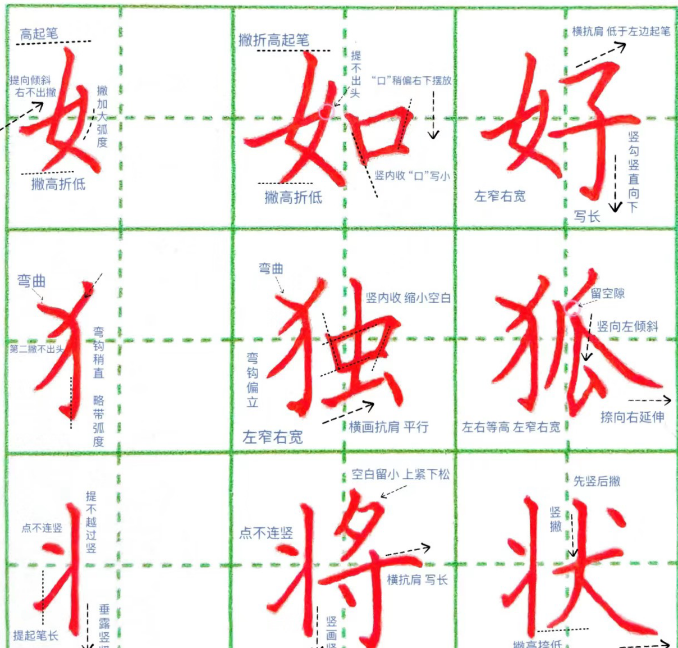 高起笔
提向倾斜
右不出撇
撇加大弧度
撇高折低
女
撇折高起笔
提不出头
“口”稍偏右下摆放
竖内收 “口”写小
撇高折低
如
横抗肩 低于左边起笔
竖勾竖直向下
左窄右宽
写长
好
弯曲
第二撇不出头
弯钩稍直 略带弧度
犭
弯曲
竖内收 缩小空白
弯钩偏立
左窄右宽
横画抗肩 平行
独
留空隙
竖向左倾斜
捺向右延伸
左右等高 左窄右宽
狐
提不越过竖
点不连竖
提起笔长
垂露竖竖
丬
空白留小 上紧下松
点不连竖
横抗肩 写长
竖画竖
将
先竖后撇
竖撇
撇高捺低
状